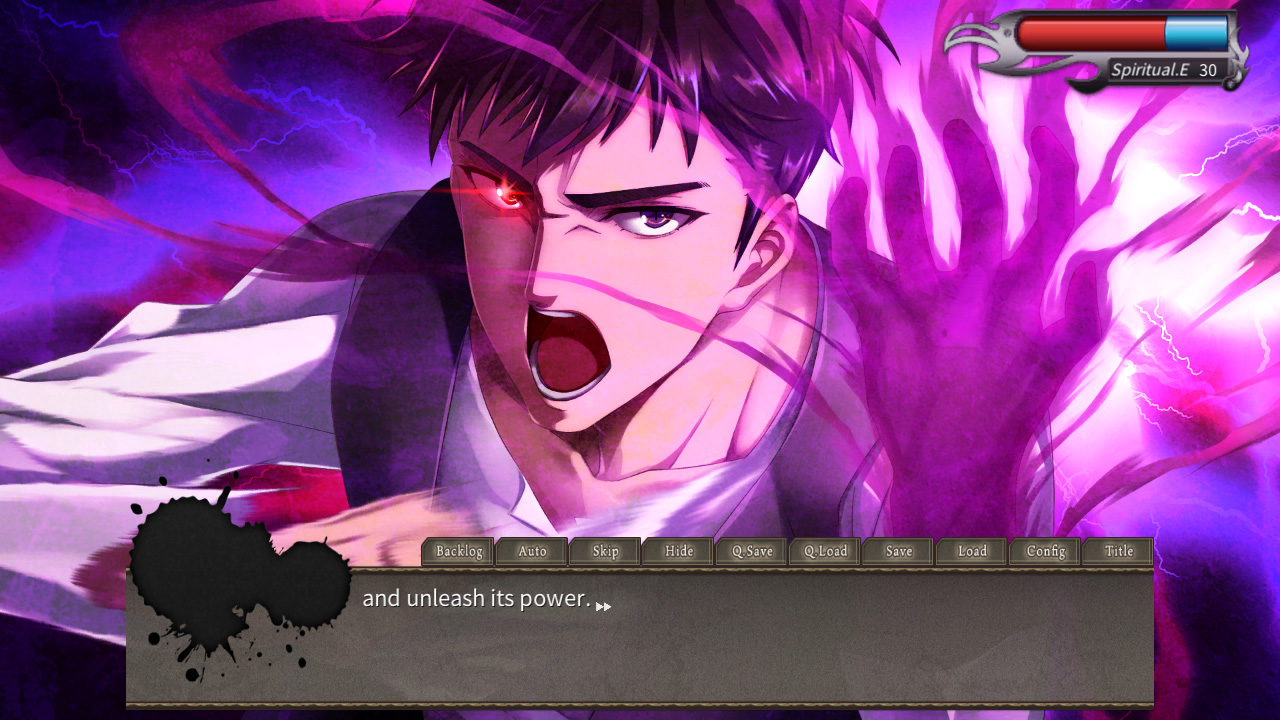 Spiritual.E 30
Backlog Auto Skip Hide Q.Save Q.Load Save Load Config Title
and unleash its power.